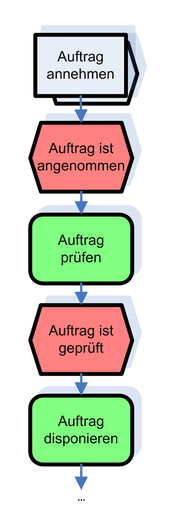 Auftrag
annehmen
Auftrag ist
angenommen
Auftrag
prüfen
Auftrag ist
geprüft
Auftrag
disponieren
...